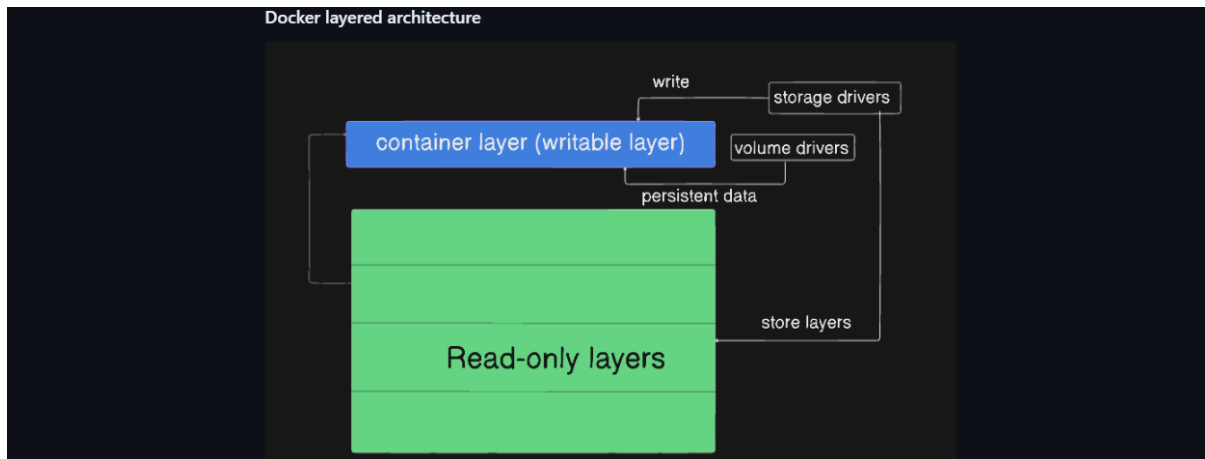 Docker layered architecture
write
storage drivers
container layer (writable layer)
volume drivers
persistent data
store layers
Read-only layers